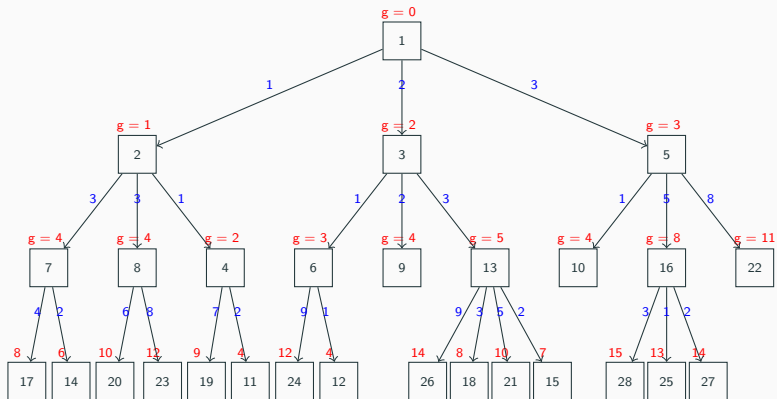 g = 0
1
1 2 3
g = 1 g = 2 g = 3
2 3 5
3 3 1 1 2 3 1 5 8
g = 4 g = 4 g = 2 g = 3 g = 4 g = 5 g = 4 g = 8 g = 11
7 8 4 6 9 13 10 16 22
4 2 6 8 7 2 9 1 9 3 5 2 3 1 2
8 6 10 12 9 4 12 4 14 8 10 7 15 13 14
17 14 20 23 19 11 24 12 26 18 21 15 28 25 27